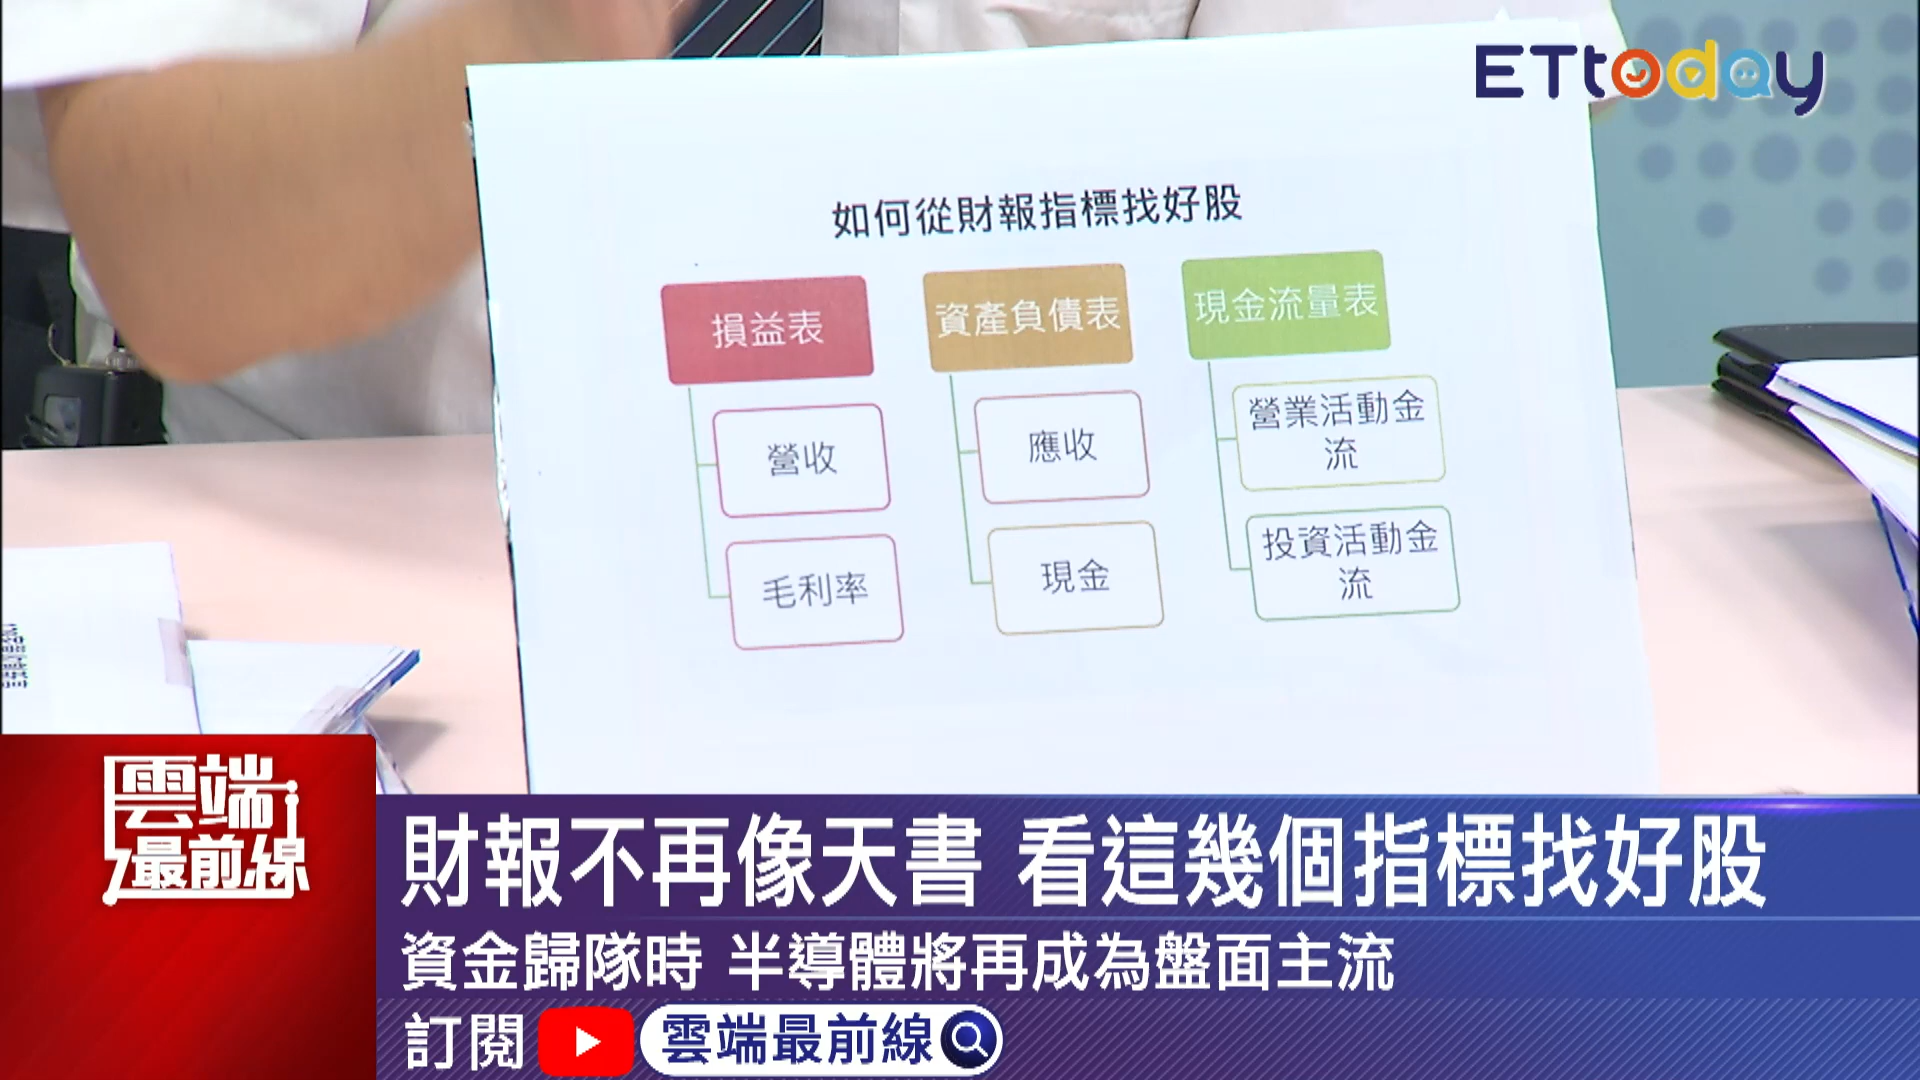 ETtoday
如何從財報指標找好股
損益表
資產負債表
現金流量表
營收
應收
營業活動金
流
毛利率
現金
投資活動金
流
雲端
最前線
財報不再像天書 看這幾個指標找好股
資金歸隊時 半導體將再成為盤面主流
訂閱 雲端最前線